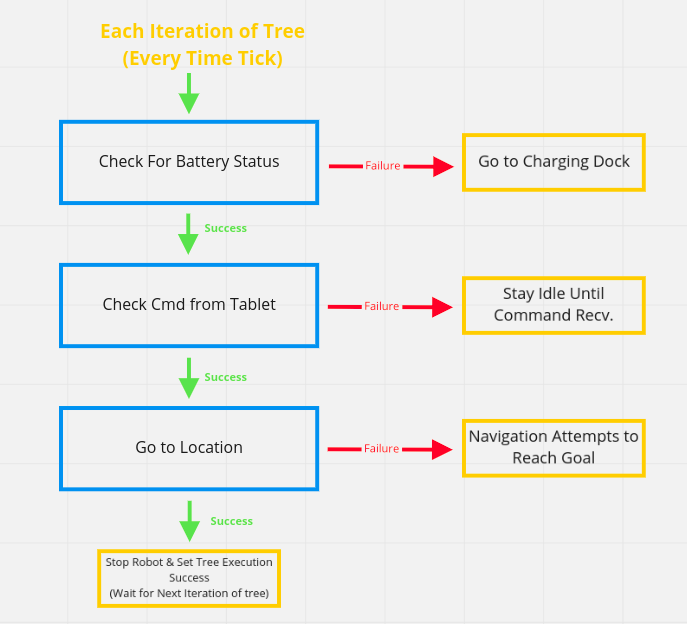 Each Iteration of Tree
(Every Time Tick)
Check For Battery Status
Failure
Go to Charging Dock
Success
Check Cmd from Tablet
Failure
Stay Idle Until
Command Recv.
Success
Go to Location
Failure
Navigation Attempts to
Reach Goal
Success
Stop Robot & Set Tree Execution
Success
(Wait for Next Iteration of tree)